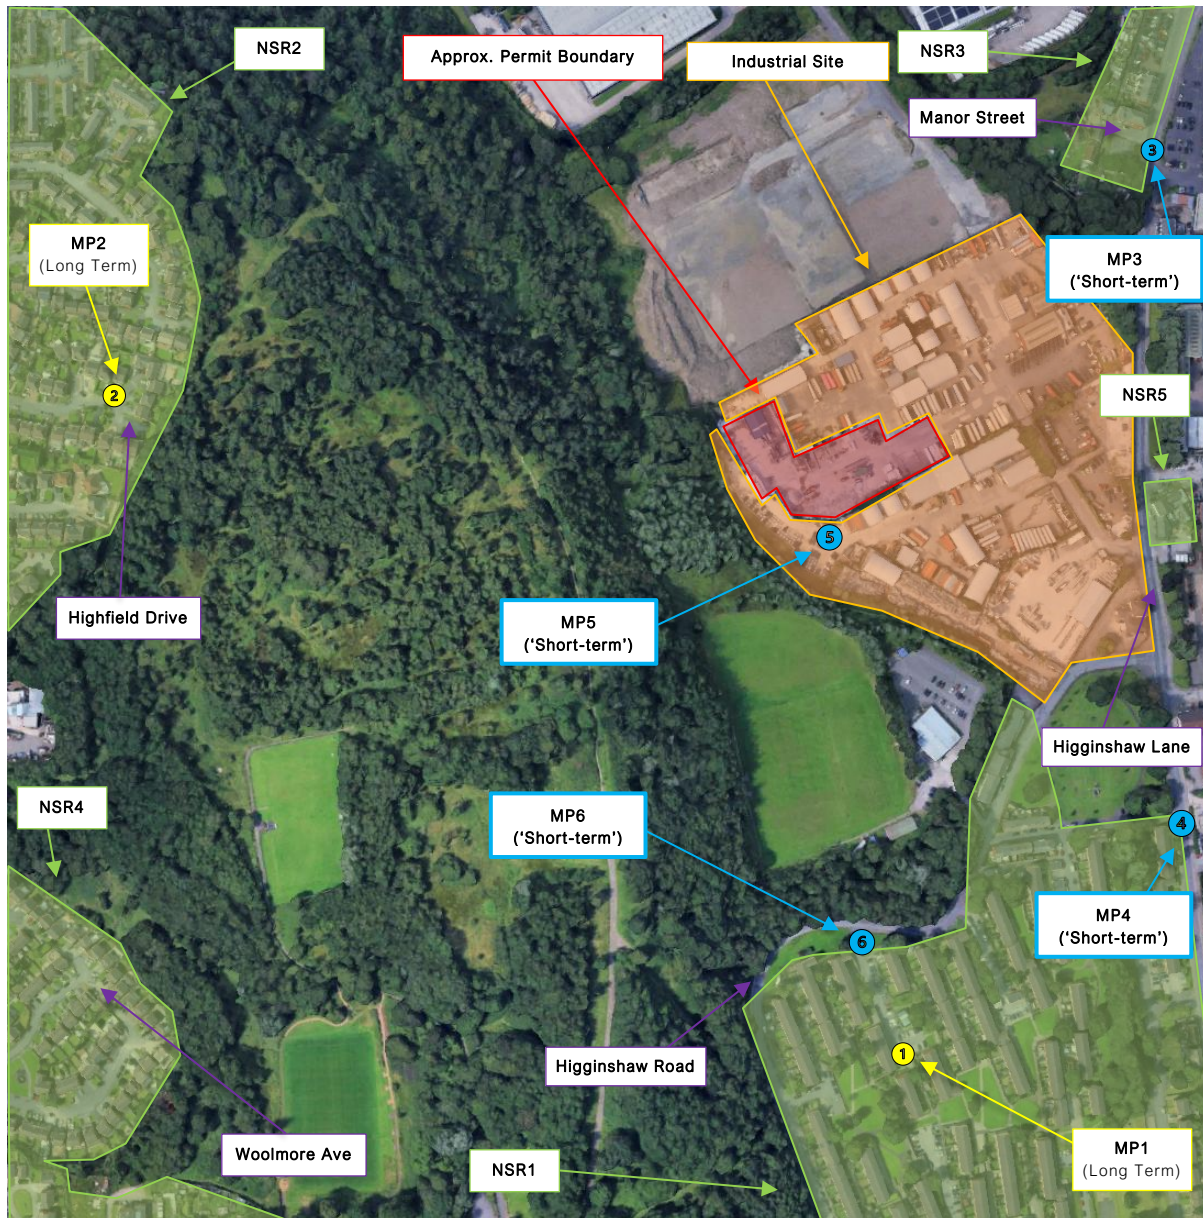 NSR2
Approx. Permit Boundary
Industrial Site
NSR3
Manor Street
3
MP2
(Long Term)
MP3
('Short-term')
2
NSR5
5
Highfield Drive
MP5
('Short-term')
Higginshaw Lane
NSR4
MP6
('Short-term')
4
MP4
('Short-term')
6
Higginshaw Road
1
Woolmore Ave
NSR1
MP1
(Long Term)